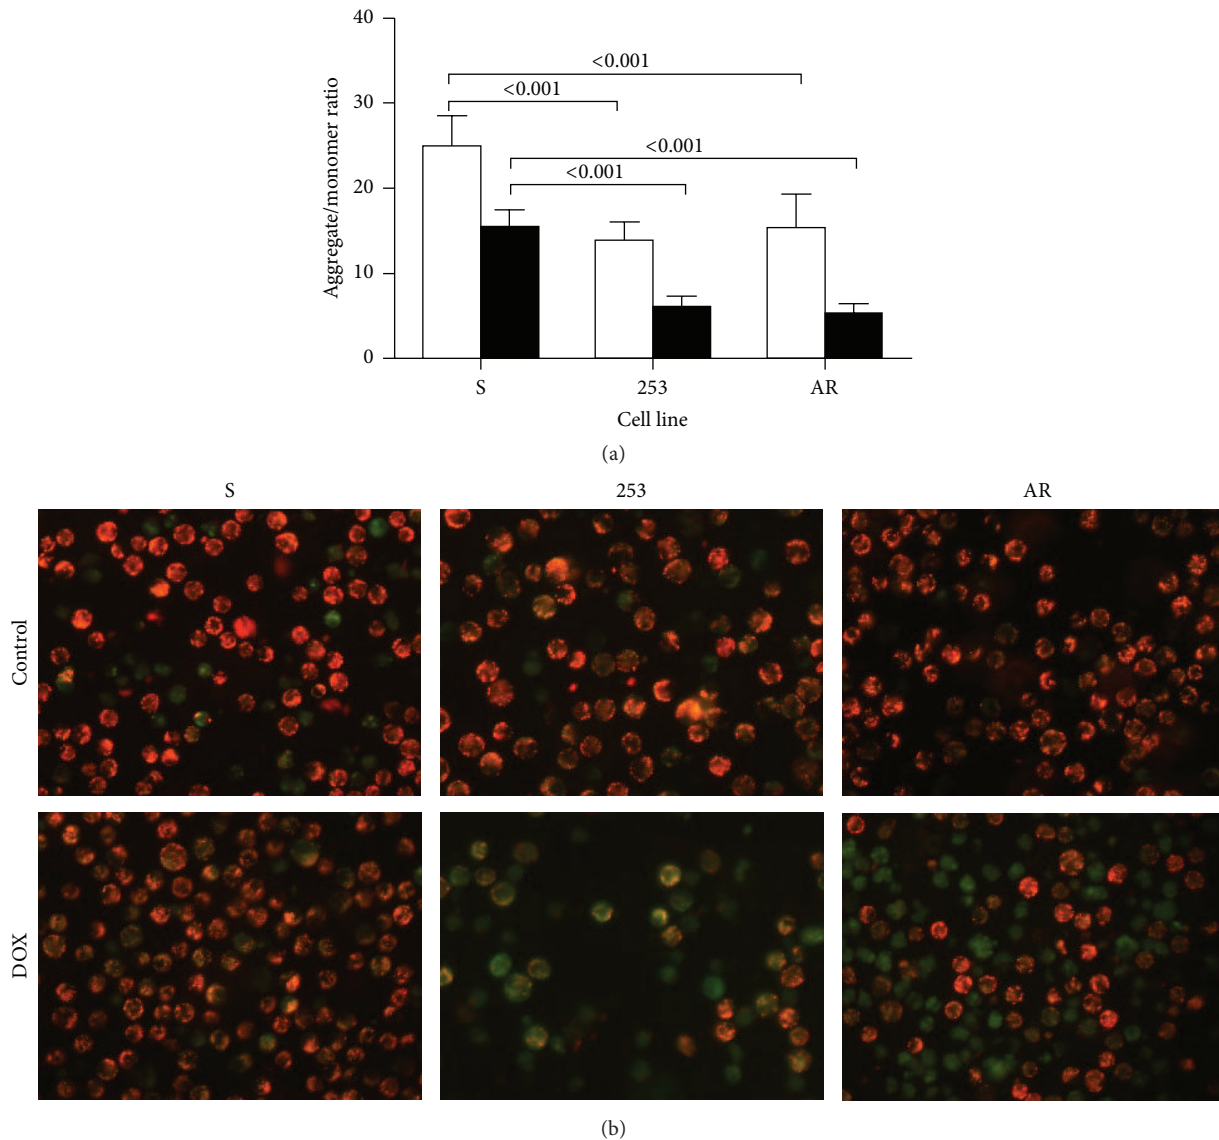 40
30
20
10
0
Aggregate/monomer ratio
<0.001
<0.001
<0.001
<0.001
S
253
AR
Cell line
(a)
S
253
AR
Control
DOX
(b)